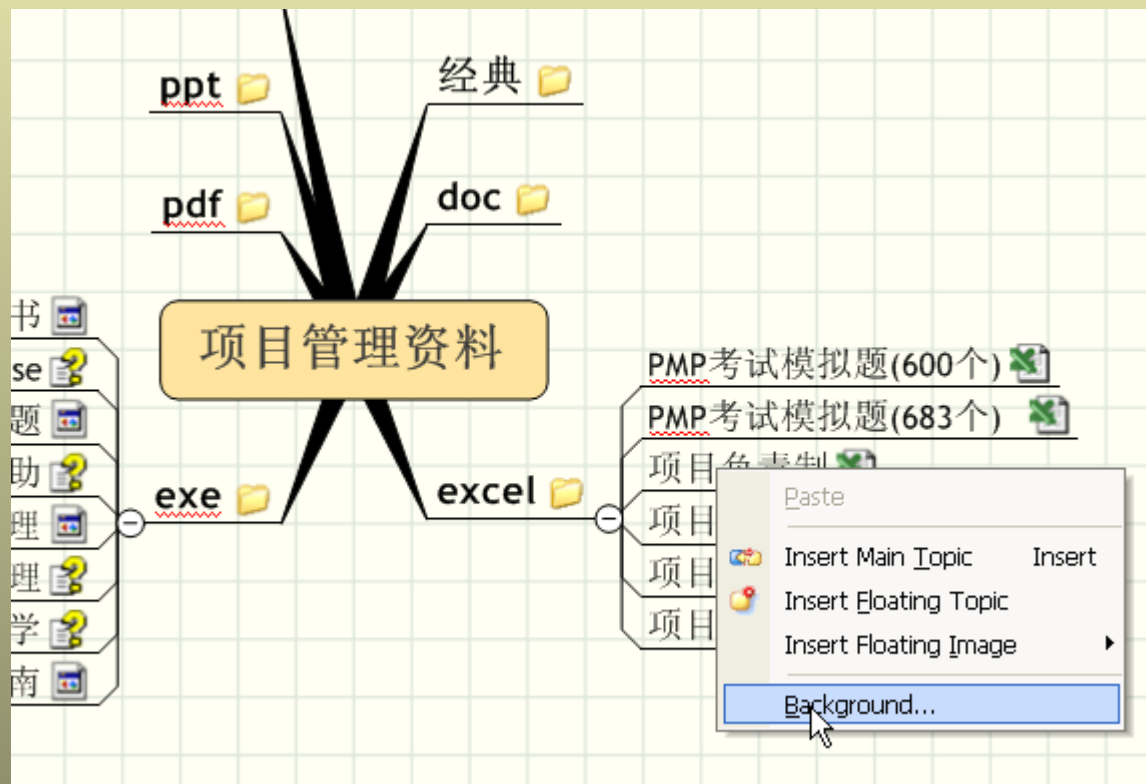 ppt
经典
pdf
doc
项目管理资料
书
se
题
助
理
理
学
南
exe
excel
PMP考试模拟题(600个)
PMP考试模拟题(683个)
项目负责制
项目
项目
项目
Paste
Insert Main Topic Insert
Insert Floating Topic
Insert Floating Image
Background...